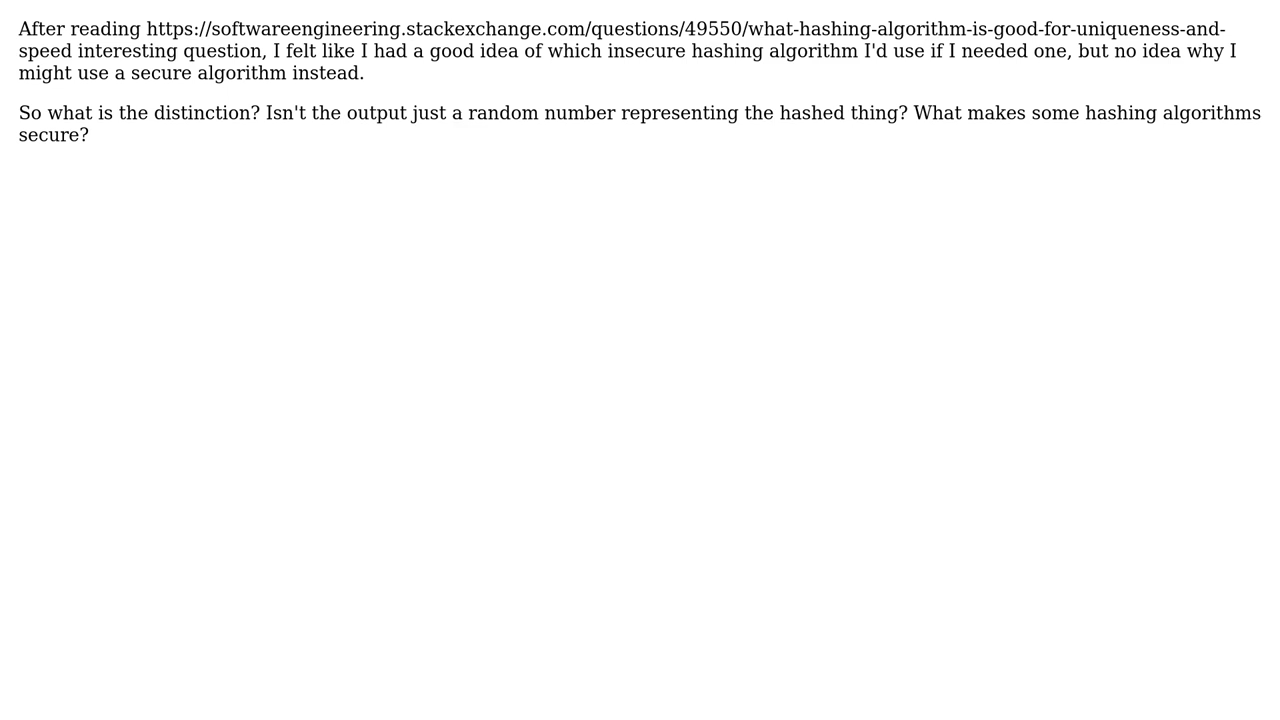 After reading https://softwareengineering.stackexchange.com/questions/49550/what-hashing-algorithm-is-good-for-uniqueness-and-
speed interesting question, I felt like I had a good idea of which insecure hashing algorithm I'd use if I needed one, but no idea why I
might use a secure algorithm instead.
So what is the distinction? Isn't the output just a random number representing the hashed thing? What makes some hashing algorithms
secure?